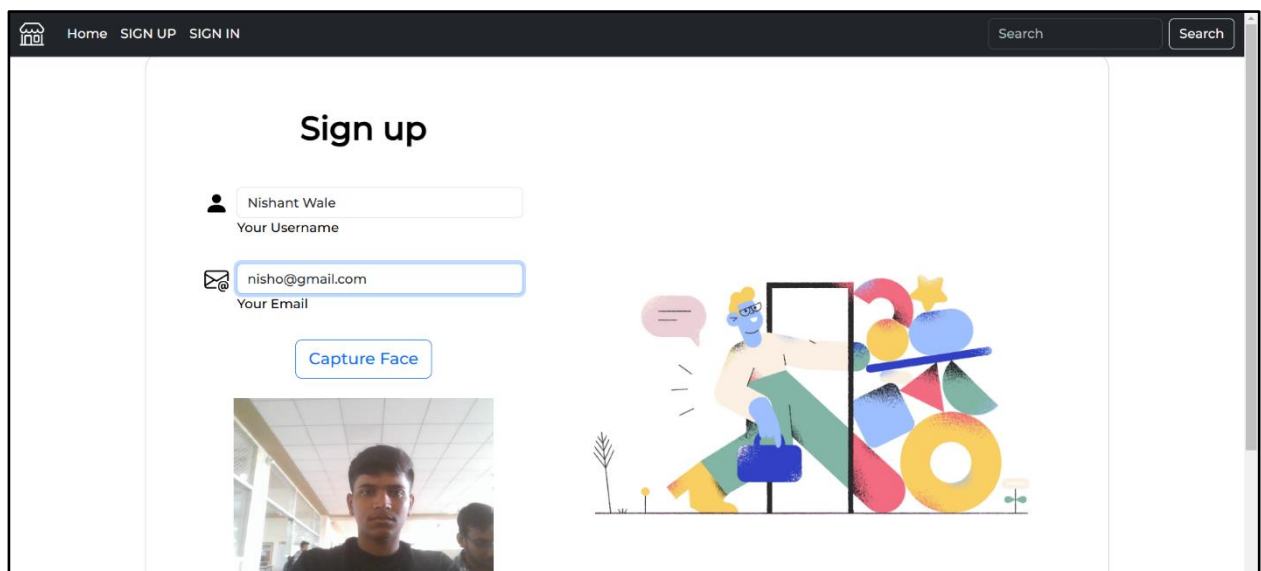 Home SIGN UP SIGN IN Search Search
Sign up
Nishant Wale
Your Username
nisho@gmail.com
Your Email
Capture Face